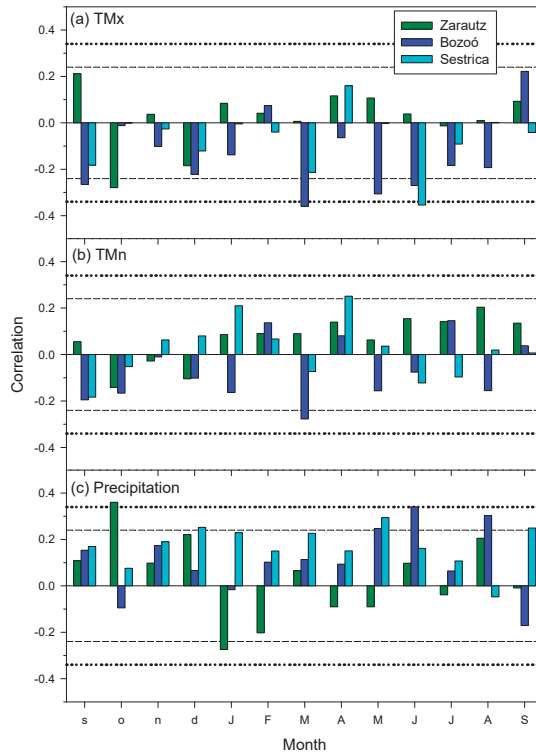 (a) TMx
Zarautz
Bozoó
Sestrica
0.4
0.2
0.0
-0.2
-0.4
(b) TMn
0.4
0.2
0.0
-0.2
-0.4
Correlation
(c) Precipitation
0.4
0.2
0.0
-0.2
-0.4
s o n d J F M A M J J A S
Month